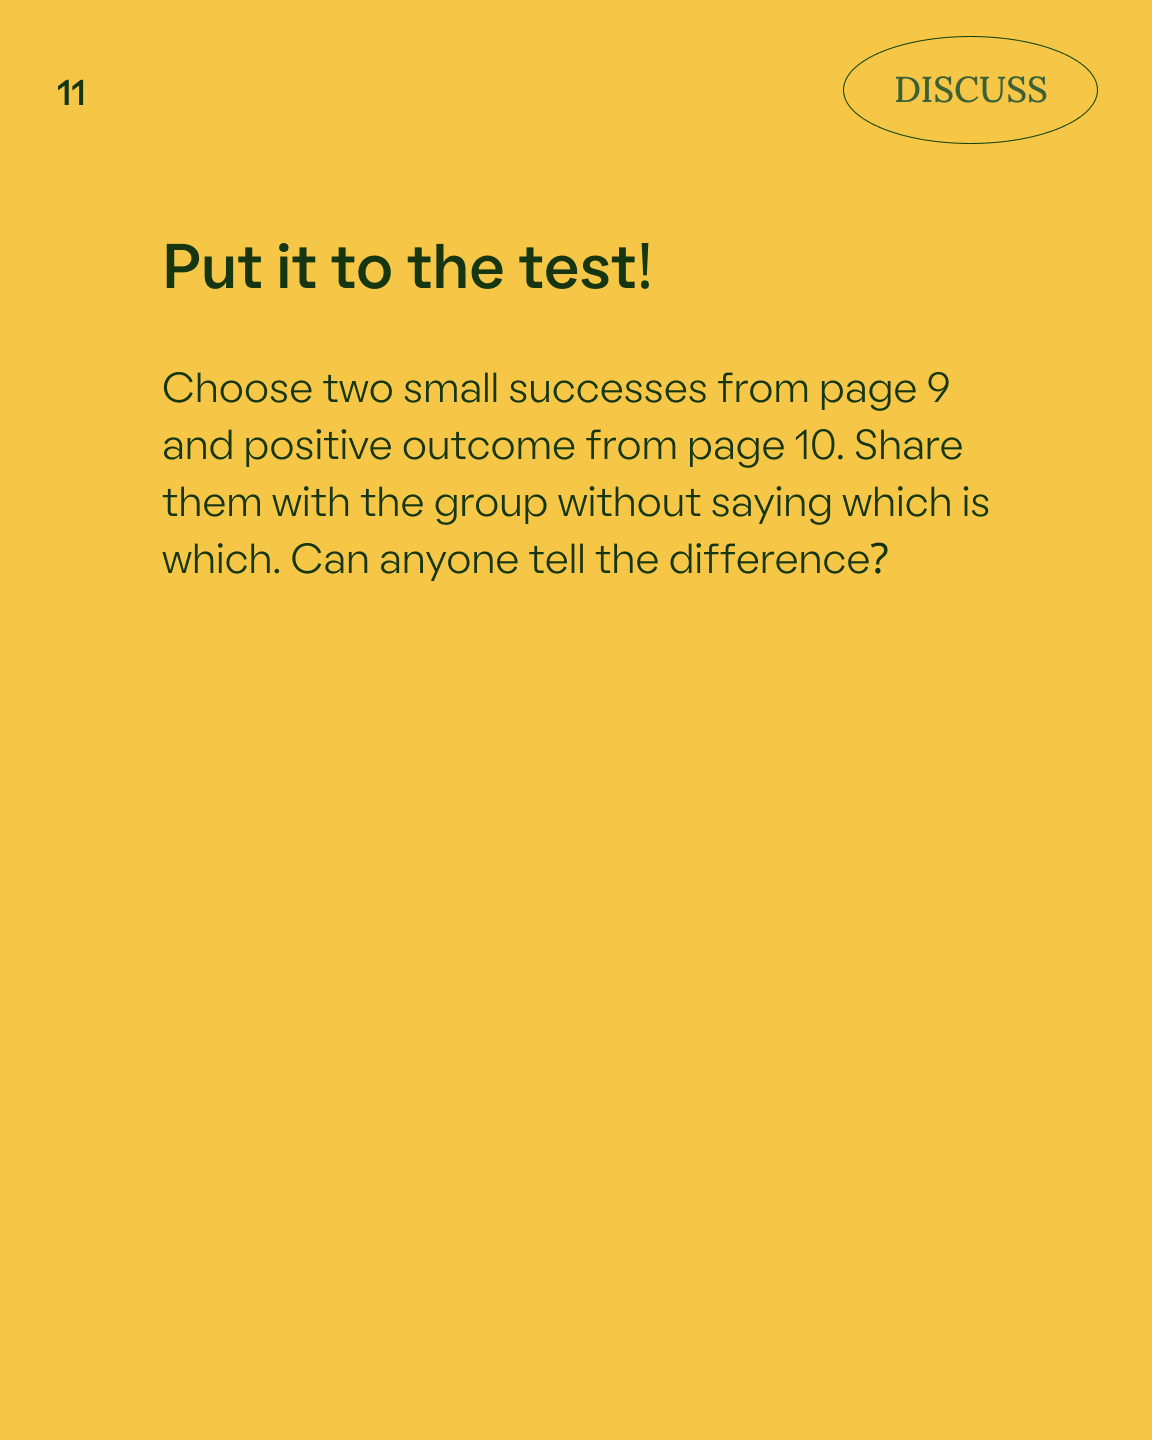 11
DISCUSS
Put it to the test!
Choose two small successes from page 9
and positive outcome from page 10. Share
them with the group without saying which is
which. Can anyone tell the difference?